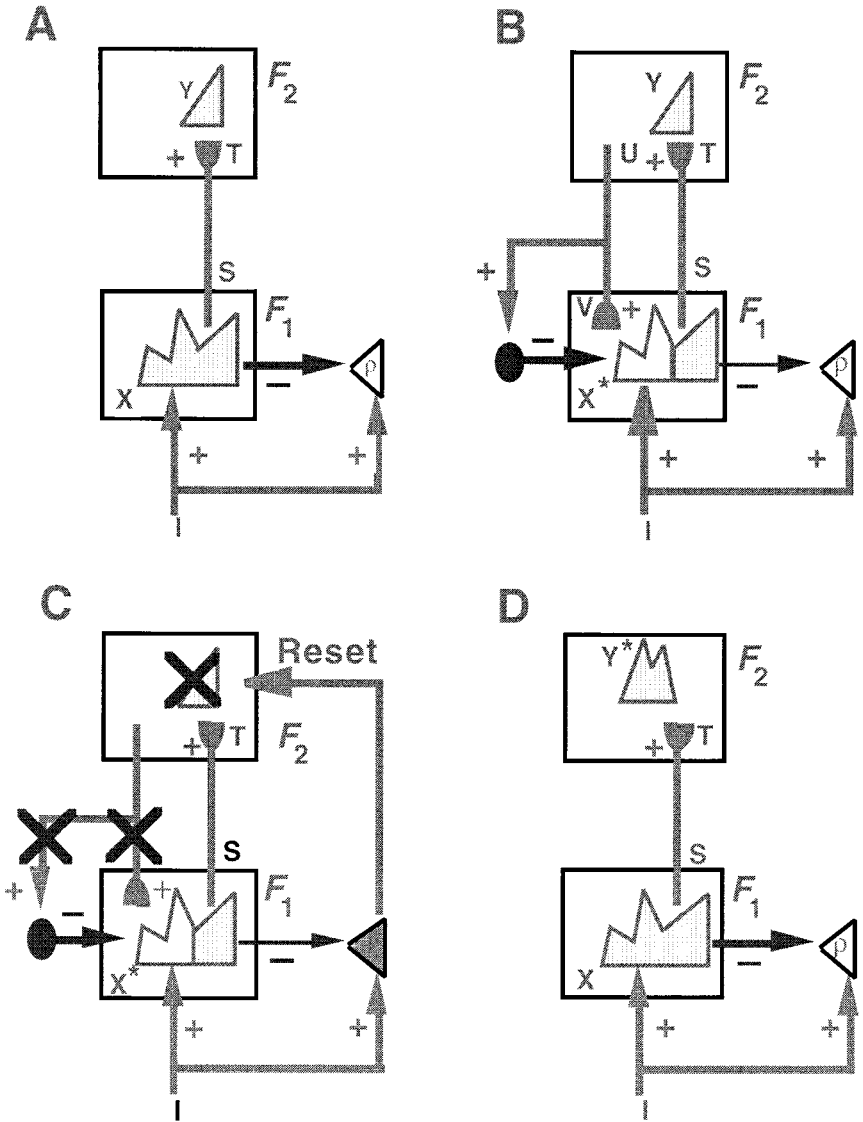 A
Y
F2
+ T
S
F1
X
−
ρ
+ +
I
B
Y
F2
U + T
+
S
V +
F1
−
X*
−
ρ
+ +
I
C
Reset
+ T
F2
S
+
+
F1
−
X*
−
+ +
I
D
Y*
F2
+ T
S
F1
X
−
ρ
+ +
I